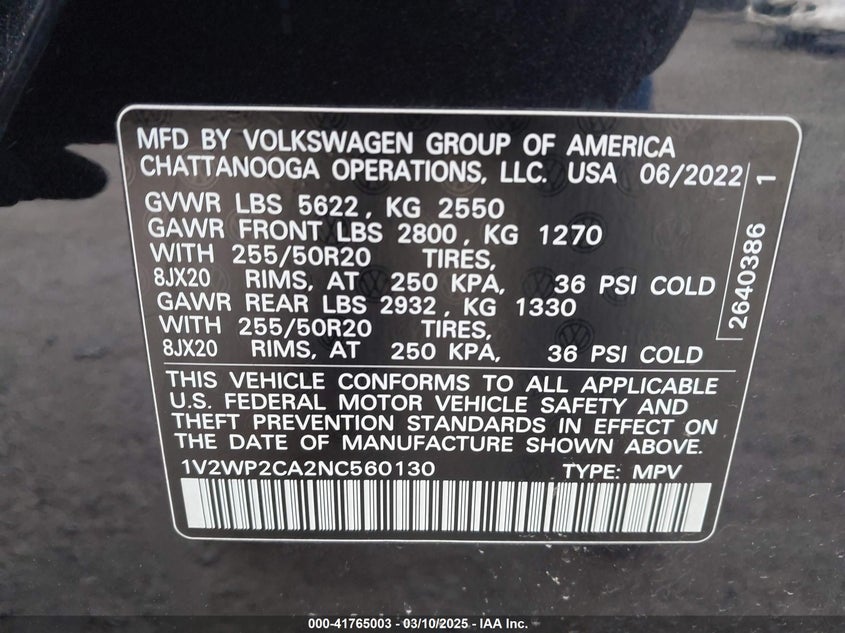 MFD BY VOLKSWAGEN GROUP OF AMERICA
CHATTANOOGA OPERATIONS, LLC. USA 06/2022
GVWR LBS 5622, KG 2550
GAWR FRONT LBS 2800, KG 1270
WITH 255/50R20 TIRES,
8JX20 RIMS, AT 250 KPA, 36 PSI COLD
GAWR REAR LBS 2932, KG 1330
WITH 255/50R20 TIRES,
8JX20 RIMS, AT 250 KPA, 36 PSI COLD
2640386 1
THIS VEHICLE CONFORMS TO ALL APPLICABLE
U.S. FEDERAL MOTOR VEHICLE SAFETY AND
THEFT PREVENTION STANDARDS IN EFFECT ON
THE DATE OF MANUFACTURE SHOWN ABOVE.
1V2WP2CA2NC560130 TYPE: MPV
000-41765003 - 03/10/2025 - IAA Inc.